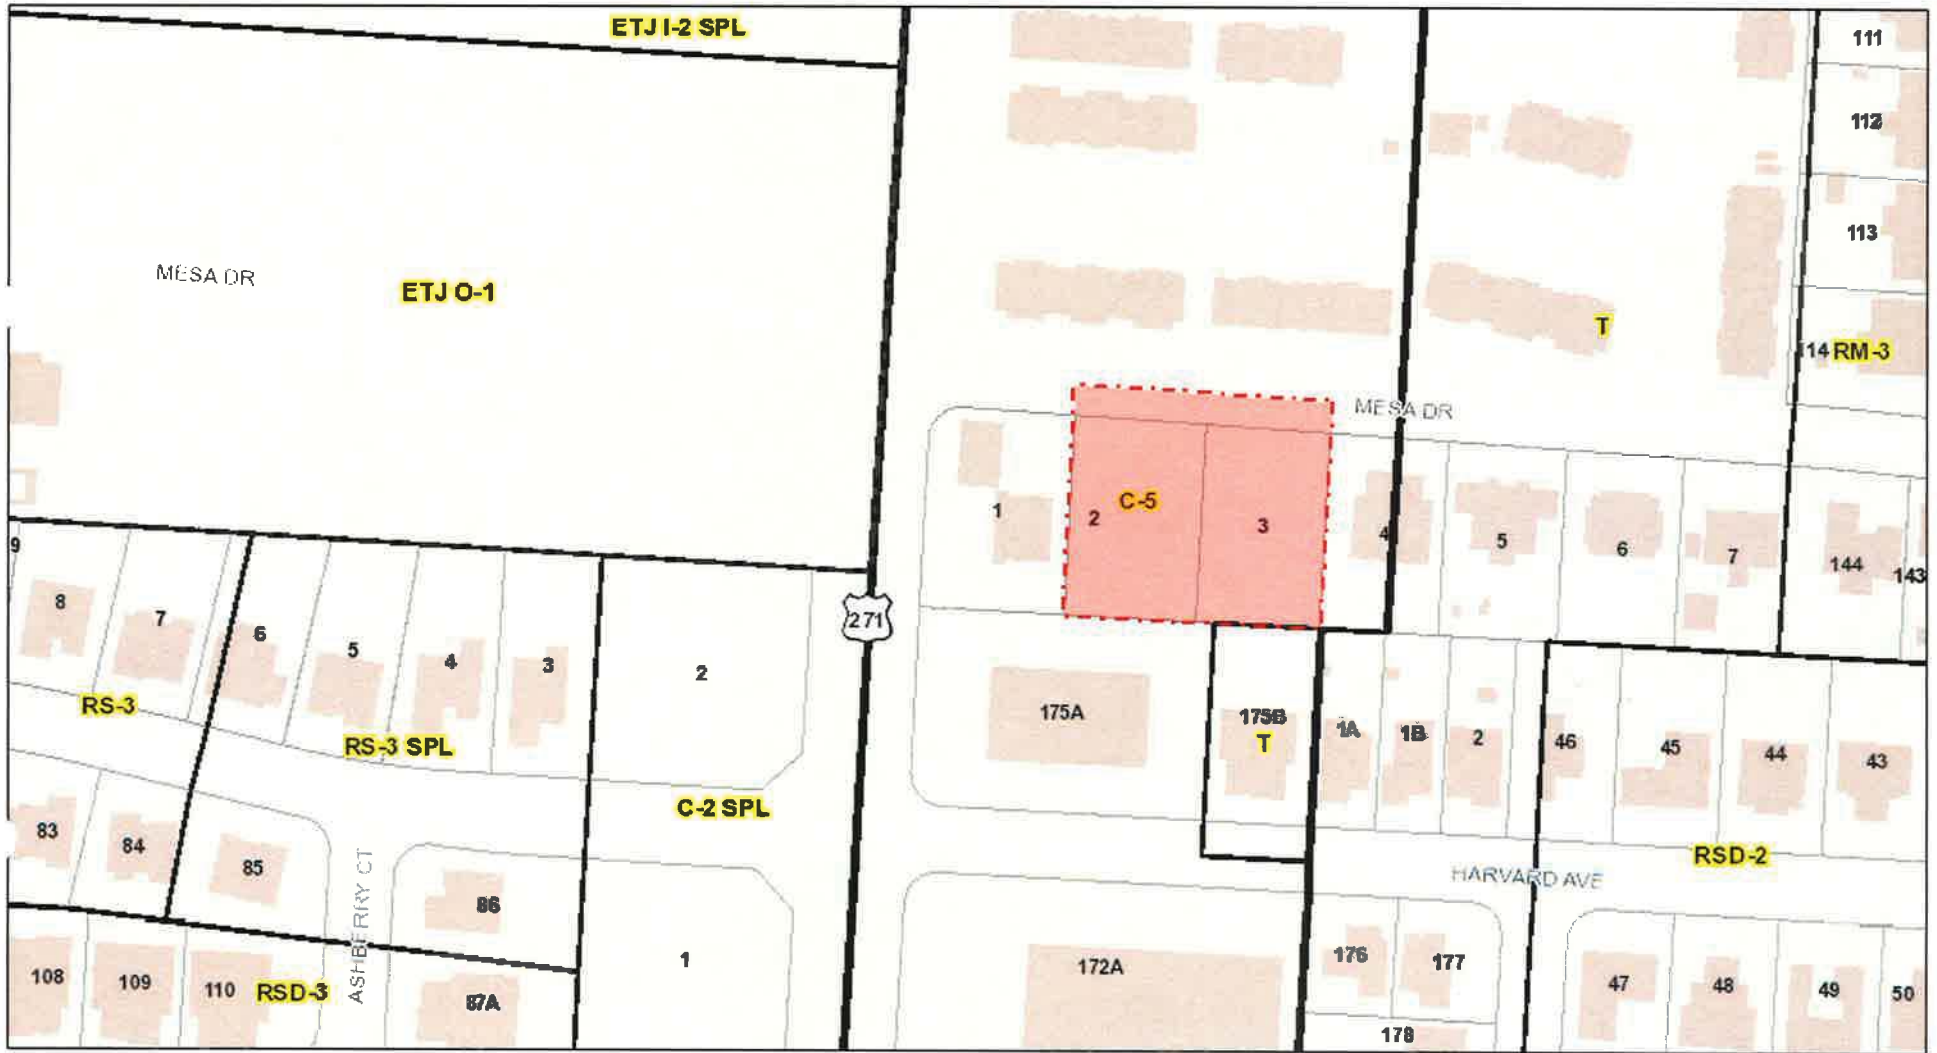 ETJ I-2 SPL
111
112
113
MESA DR
ETJ O-1
T
114 RM-3
MESA DR
1
2
C-5
3
4
5
6
7
144
143
9
8
7
6
5
4
3
2
271
RS-3
RS-3 SPL
C-2 SPL
175A
175B
T
1A
1B
2
46
45
44
43
RSD-2
HARVARD AVE
83
84
85
86
ASHBERRY CT
108
109
110
RSD-3
87A
1
172A
176
177
178
47
48
49
50